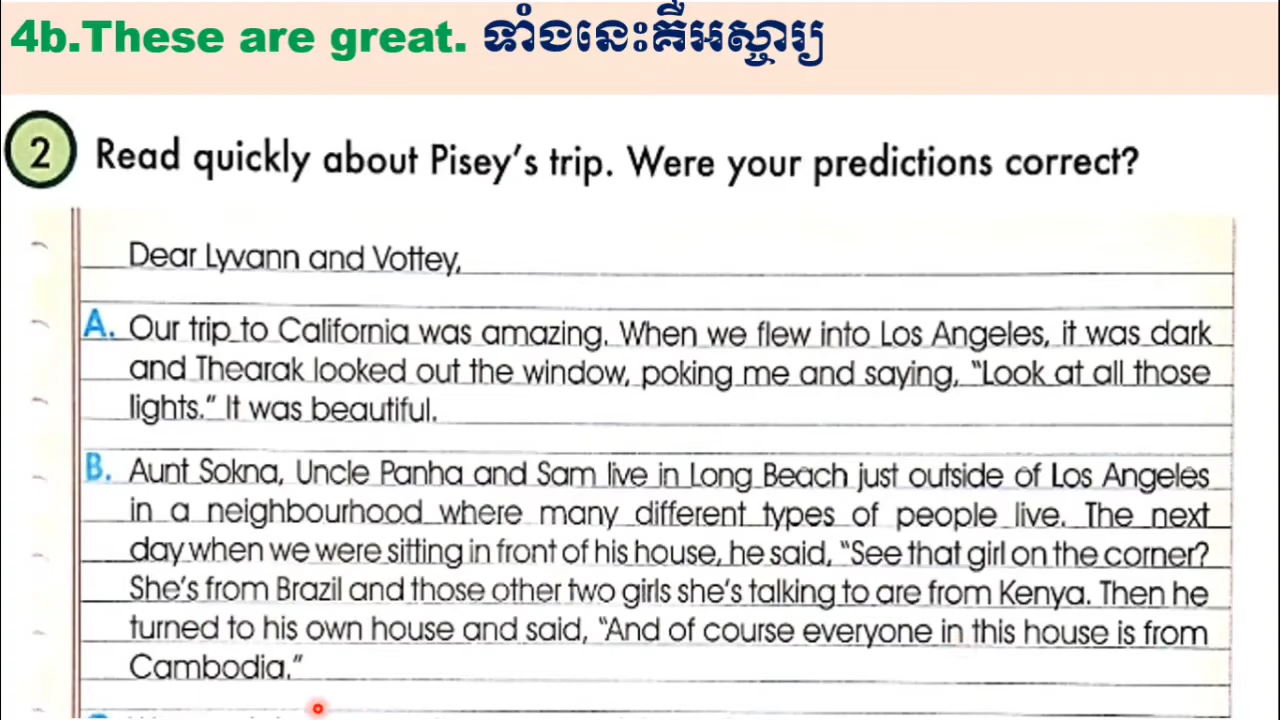 4b.These are great. ទាំងនេះគឺអស្ចារ្យ
2 Read quickly about Pisey's trip. Were your predictions correct?
Dear Lyvann and Vottey,
A. Our trip to California was amazing. When we flew into Los Angeles, it was dark
and Thearak looked out the window, poking me and saying, "Look at all those
lights." It was beautiful.
B. Aunt Sokna, Uncle Panha and Sam live in Long Beach just outside of Los Angeles
in a neighbourhood where many different types of people live. The next
day when we were sitting in front of his house, he said, "See that girl on the corner?
She's from Brazil and those other two girls she's talking to are from Kenya. Then he
turned to his own house and said, "And of course everyone in this house is from
Cambodia."